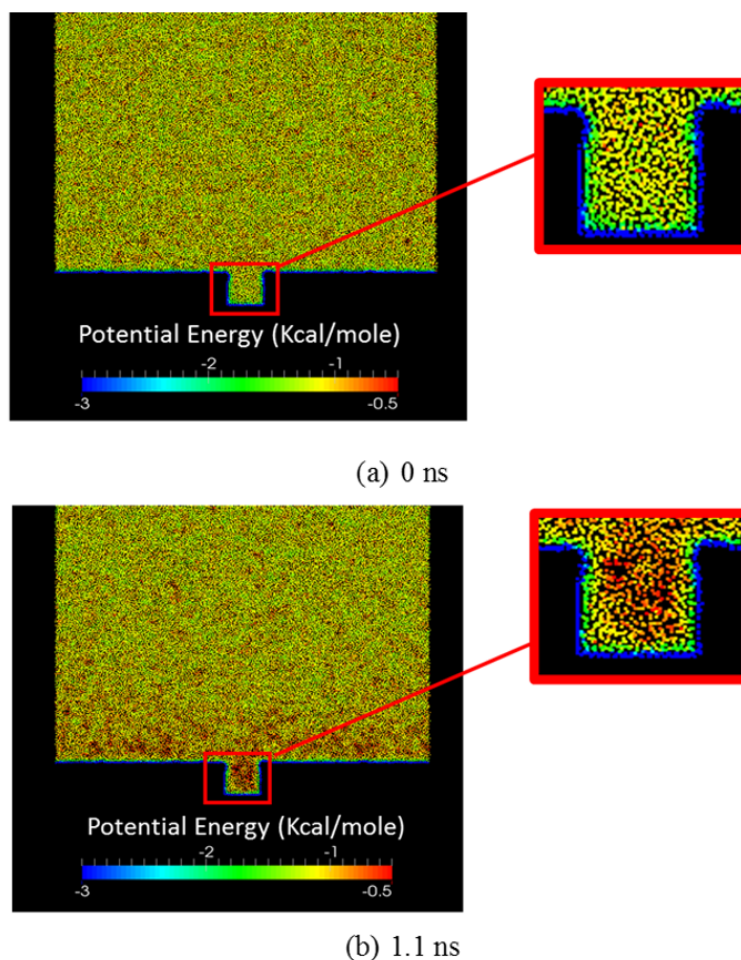 Potential Energy (Kcal/mole)
-2 -1
-3 -0.5
(a) 0 ns
Potential Energy (Kcal/mole)
-2 -1
-3 -0.5
(b) 1.1 ns